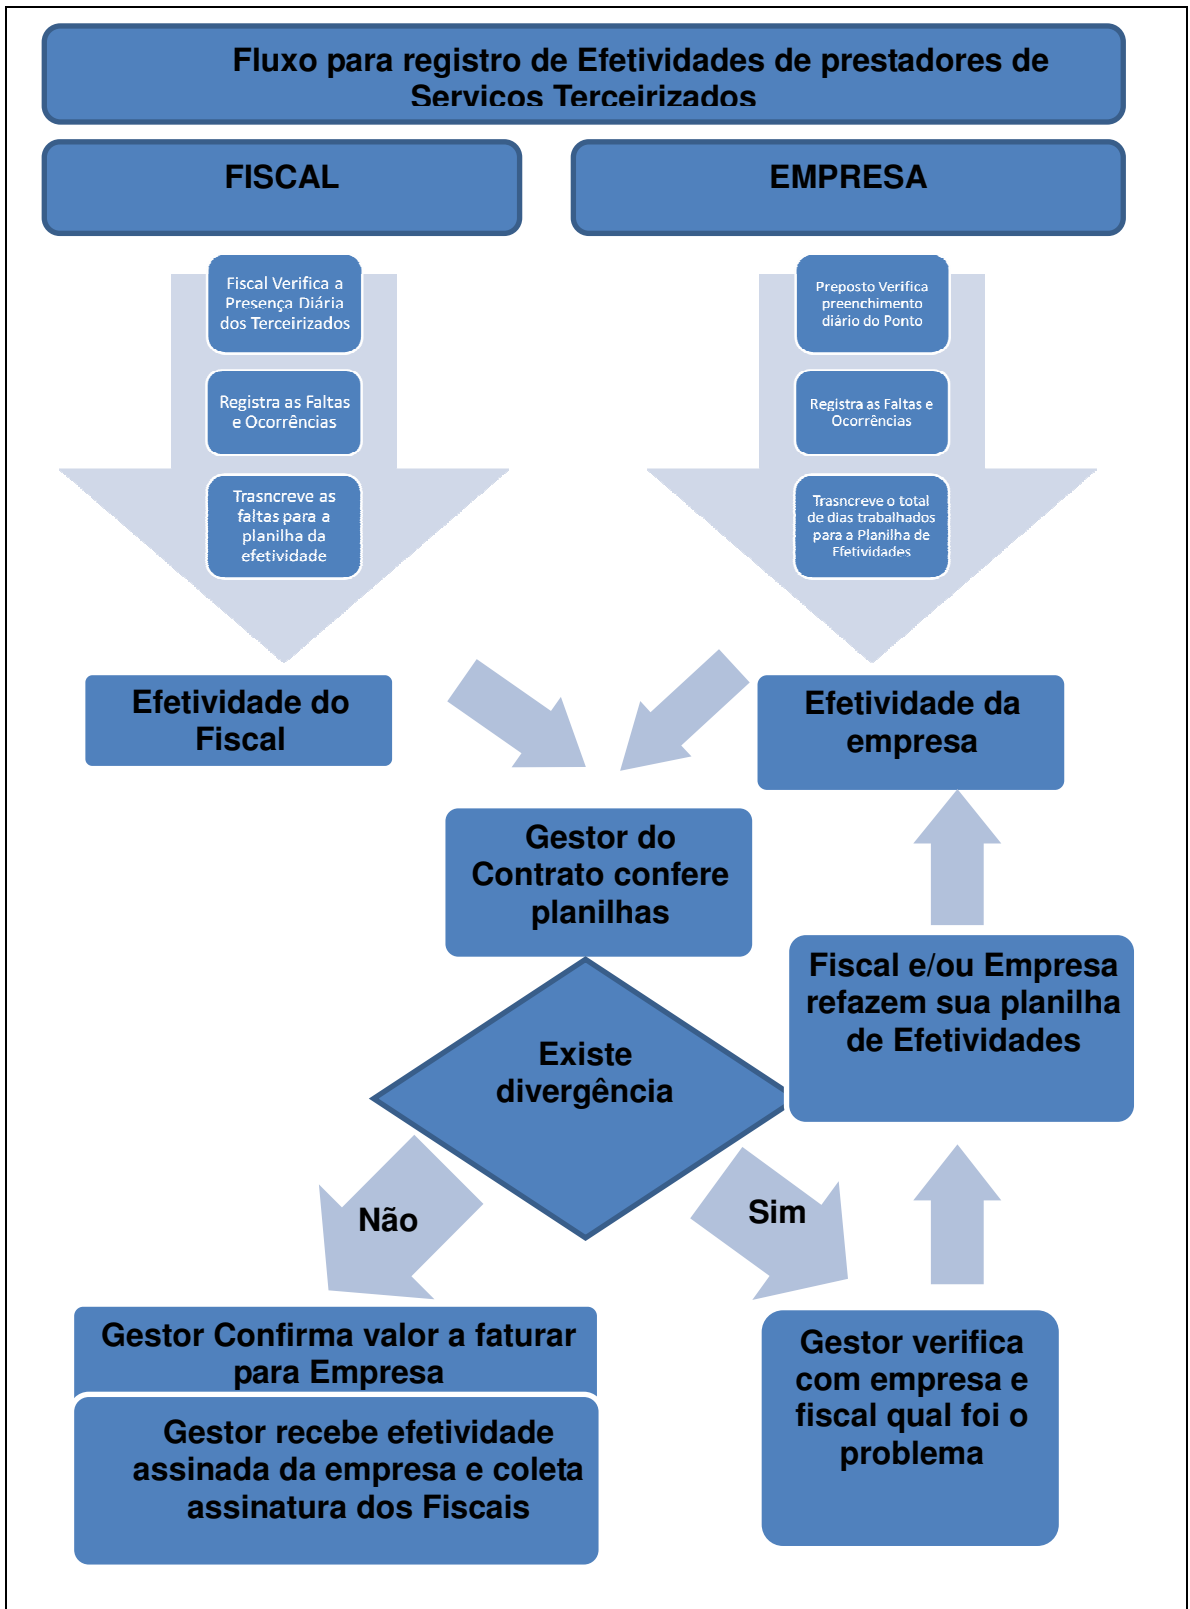 Fluxo para registro de Efetividades de prestadores de
Servicos Terceirizados
FISCAL
EMPRESA
Fiscal Verifica a
Presença Diária
dos Terceirizados
Registra as Faltas
e Ocorrências
Trasncreve as
faltas para a
planilha da
efetividade
Preposto Verifica
preenchimento
diário do Ponto
Registra as Faltas e
Ocorrências
Trasncreve o total
de dias trabalhados
para a Planilha de
Efetividades
Efetividade do
Fiscal
Efetividade da
empresa
Gestor do
Contrato confere
planilhas
Fiscal e/ou Empresa
refazem sua planilha
de Efetividades
Existe
divergência
Não
Sim
Gestor Confirma valor a faturar
para Empresa
Gestor recebe efetividade
assinada da empresa e coleta
assinatura dos Fiscais
Gestor verifica
com empresa e
fiscal qual foi o
problema